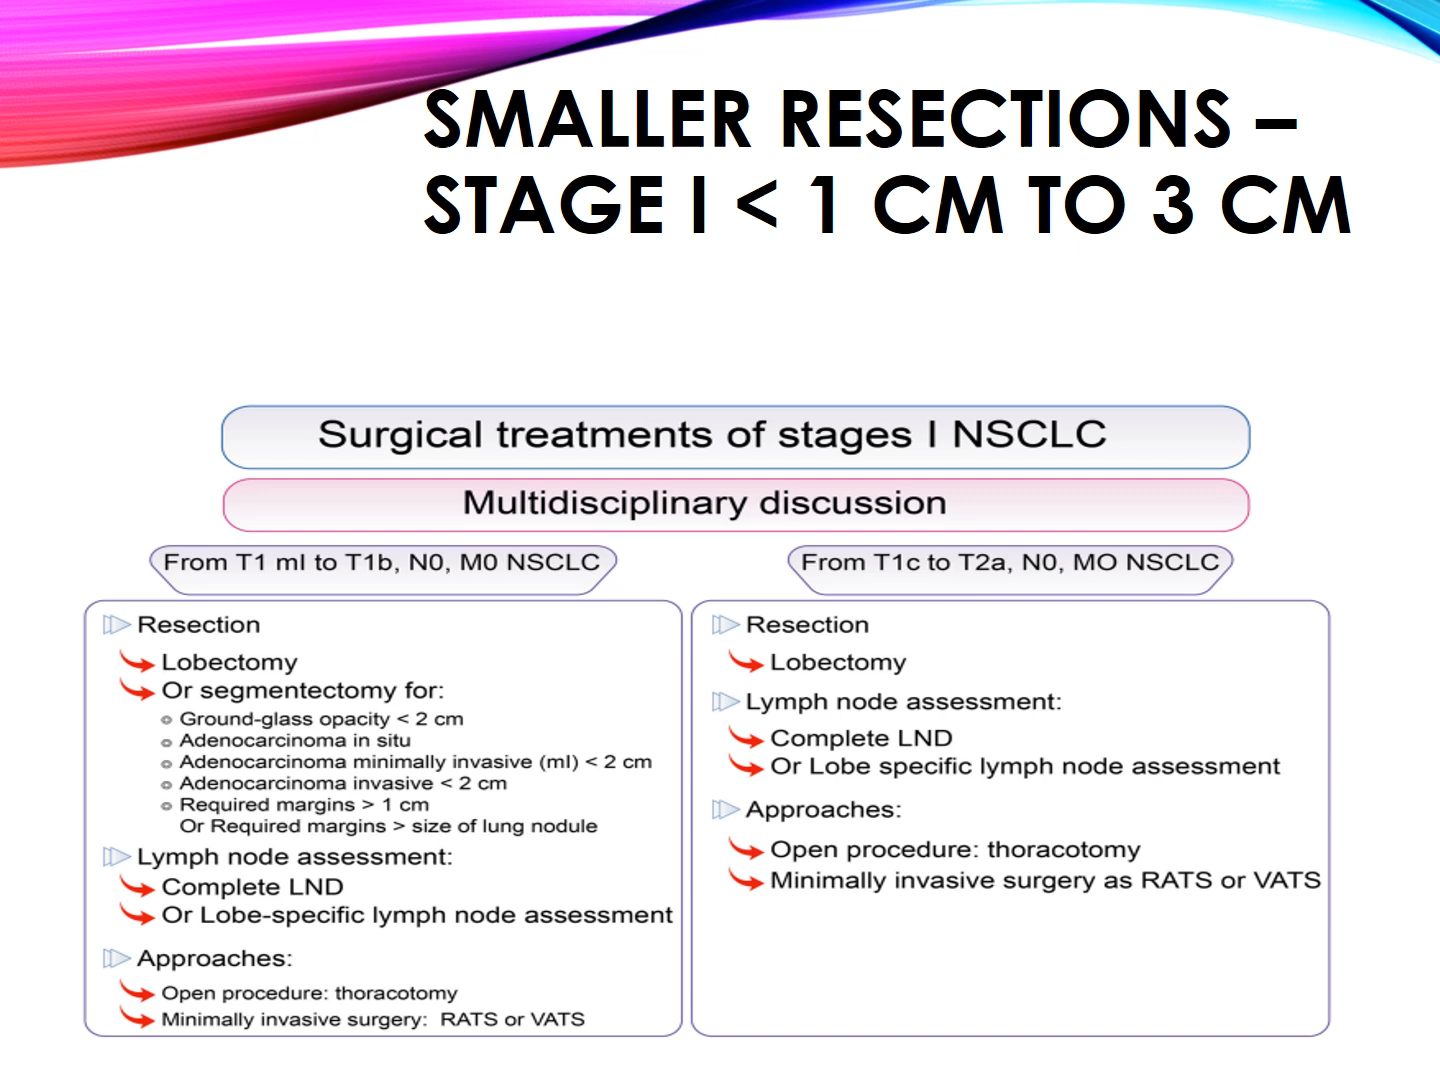 SMALLER RESECTIONS –
STAGE I < 1 CM TO 3 CM
Surgical treatments of stages I NSCLC
Multidisciplinary discussion
From T1 mI to T1b, N0, M0 NSCLC
Resection
Lobectomy
Or segmentectomy for:
Ground-glass opacity < 2 cm
Adenocarcinoma in situ
Adenocarcinoma minimally invasive (mI) < 2 cm
Adenocarcinoma invasive < 2 cm
Required margins > 1 cm
Or Required margins > size of lung nodule
Lymph node assessment:
Complete LND
Or Lobe-specific lymph node assessment
Approaches:
Open procedure: thoracotomy
Minimally invasive surgery: RATS or VATS
From T1c to T2a, N0, MO NSCLC
Resection
Lobectomy
Lymph node assessment:
Complete LND
Or Lobe specific lymph node assessment
Approaches:
Open procedure: thoracotomy
Minimally invasive surgery as RATS or VATS